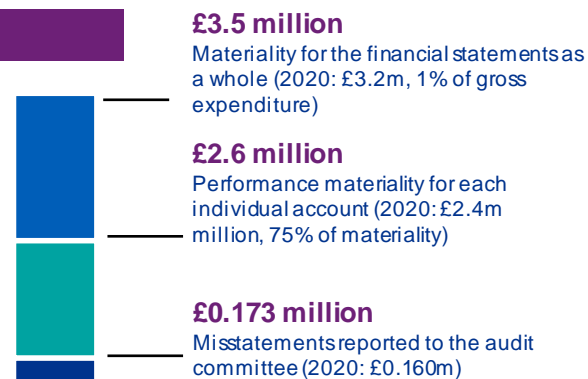 £3.5 million
Materiality for the financial statements as
a whole (2020: £3.2m, 1% of gross
expenditure)
£2.6 million
Performance materiality for each
individual account (2020: £2.4m
million, 75% of materiality)
£0.173 million
Misstatements reported to the audit
committee (2020: £0.160m)